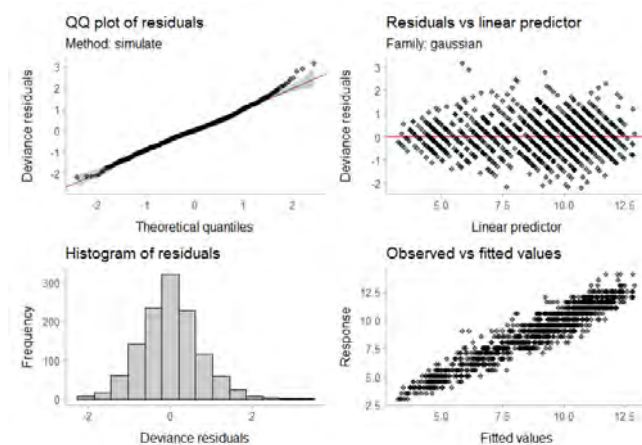 QQ plot of residuals
Method: simulate
Deviance residuals
3
2
1
0
-1
-2
-2
-1
0
1
2
Theoretical quantiles
Residuals vs linear predictor
Family: gaussian
Deviance residuals
3
2
1
0
-1
-2
5.0
7.5
10.0
12.5
Linear predictor
Histogram of residuals
Frequency
300
200
100
0
-2
0
2
Deviance residuals
Observed vs fitted values
Response
12.5
10.0
7.5
5.0
2.5
5.0
7.5
10.0
12.5
Fitted values